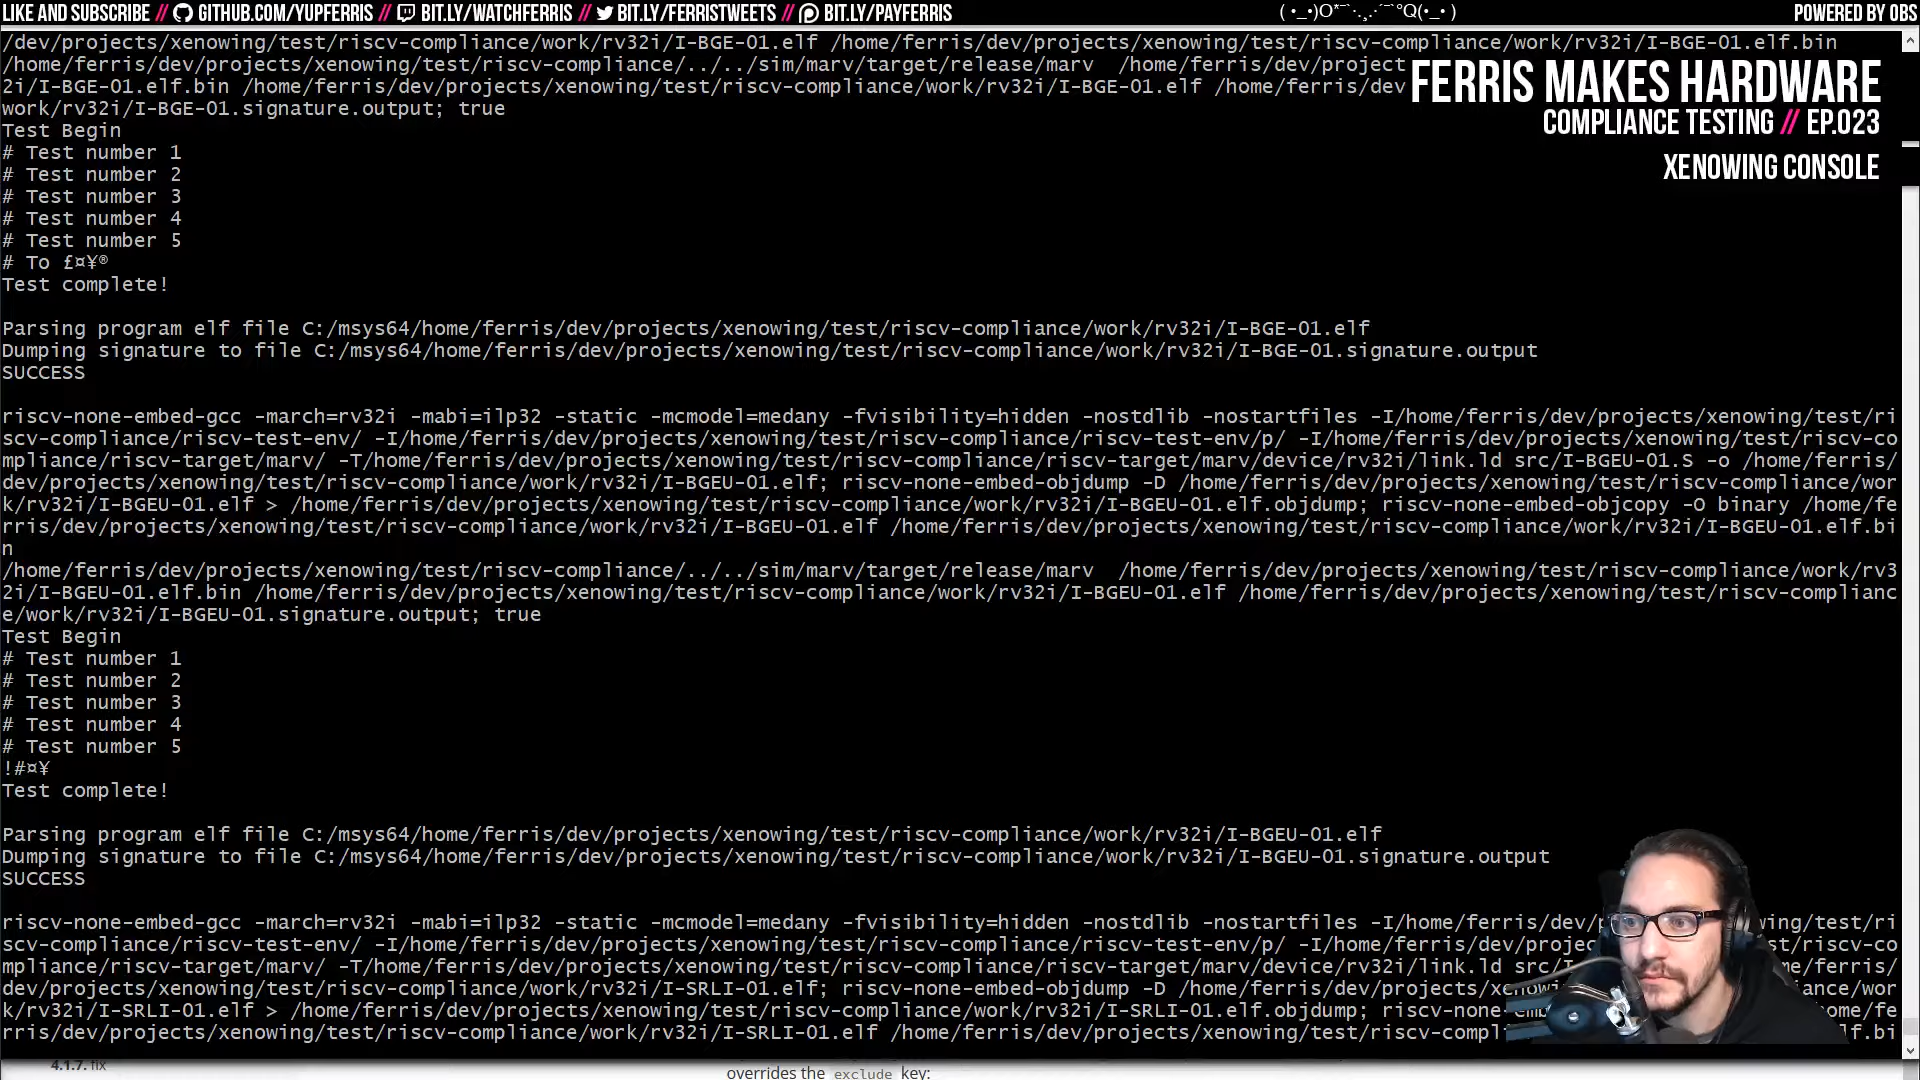 LIKE AND SUBSCRIBE // GITHUB.COM/YUPFERRIS // BIT.LY/WATCHFERRIS // BIT.LY/FERRISTWEETS // BIT.LY/PAYFERRIS
POWERED BY OBS
/dev/projects/xenowing/test/riscv-compliance/work/rv32i/I-BGE-01.elf /home/ferris/dev/projects/xenowing/test/riscv-compliance/work/rv32i/I-BGE-01.elf.bin
/home/ferris/dev/projects/xenowing/test/riscv-compliance/../../sim/marv/target/release/marv  /home/ferris/dev/project
2i/I-BGE-01.elf.bin /home/ferris/dev/projects/xenowing/test/riscv-compliance/work/rv32i/I-BGE-01.elf /home/ferris/dev
work/rv32i/I-BGE-01.signature.output; true
FERRIS MAKES HARDWARE
COMPLIANCE TESTING // EP.023
XENOWING CONSOLE
Test Begin
# Test number 1
# Test number 2
# Test number 3
# Test number 4
# Test number 5
# To £¤¥®
Test complete!
Parsing program elf file C:/msys64/home/ferris/dev/projects/xenowing/test/riscv-compliance/work/rv32i/I-BGE-01.elf
Dumping signature to file C:/msys64/home/ferris/dev/projects/xenowing/test/riscv-compliance/work/rv32i/I-BGE-01.signature.output
SUCCESS
riscv-none-embed-gcc -march=rv32i -mabi=ilp32 -static -mcmodel=medany -fvisibility=hidden -nostdlib -nostartfiles -I/home/ferris/dev/projects/xenowing/test/ri
scv-compliance/riscv-test-env/ -I/home/ferris/dev/projects/xenowing/test/riscv-compliance/riscv-test-env/p/ -I/home/ferris/dev/projects/xenowing/test/riscv-co
mpliance/riscv-target/marv/ -T/home/ferris/dev/projects/xenowing/test/riscv-compliance/riscv-target/marv/device/rv32i/link.ld src/I-BGEU-01.S -o /home/ferris/
dev/projects/xenowing/test/riscv-compliance/work/rv32i/I-BGEU-01.elf; riscv-none-embed-objdump -D /home/ferris/dev/projects/xenowing/test/riscv-compliance/wor
k/rv32i/I-BGEU-01.elf > /home/ferris/dev/projects/xenowing/test/riscv-compliance/work/rv32i/I-BGEU-01.elf.objdump; riscv-none-embed-objcopy -O binary /home/fe
rris/dev/projects/xenowing/test/riscv-compliance/work/rv32i/I-BGEU-01.elf /home/ferris/dev/projects/xenowing/test/riscv-compliance/work/rv32i/I-BGEU-01.elf.bi
n
/home/ferris/dev/projects/xenowing/test/riscv-compliance/../../sim/marv/target/release/marv  /home/ferris/dev/projects/xenowing/test/riscv-compliance/work/rv3
2i/I-BGEU-01.elf.bin /home/ferris/dev/projects/xenowing/test/riscv-compliance/work/rv32i/I-BGEU-01.elf /home/ferris/dev/projects/xenowing/test/riscv-complianc
e/work/rv32i/I-BGEU-01.signature.output; true
Test Begin
# Test number 1
# Test number 2
# Test number 3
# Test number 4
# Test number 5
!#¤¥
Test complete!
Parsing program elf file C:/msys64/home/ferris/dev/projects/xenowing/test/riscv-compliance/work/rv32i/I-BGEU-01.elf
Dumping signature to file C:/msys64/home/ferris/dev/projects/xenowing/test/riscv-compliance/work/rv32i/I-BGEU-01.signature.output
SUCCESS
riscv-none-embed-gcc -march=rv32i -mabi=ilp32 -static -mcmodel=medany -fvisibility=hidden -nostdlib -nostartfiles -I/home/ferris/dev/ wing/test/ri
scv-compliance/riscv-test-env/ -I/home/ferris/dev/projects/xenowing/test/riscv-compliance/riscv-test-env/p/ -I/home/ferris/dev/projec st/riscv-co
mpliance/riscv-target/marv/ -T/home/ferris/dev/projects/xenowing/test/riscv-compliance/riscv-target/marv/device/rv32i/link.ld src/ me/ferris/
dev/projects/xenowing/test/riscv-compliance/work/rv32i/I-SRLI-01.elf; riscv-none-embed-objdump -D /home/ferris/dev/projects/ iance/wor
k/rv32i/I-SRLI-01.elf > /home/ferris/dev/projects/xenowing/test/riscv-compliance/work/rv32i/I-SRLI-01.elf.objdump; /home/fe
rris/dev/projects/xenowing/test/riscv-compliance/work/rv32i/I-SRLI-01.elf /home/ferris/dev/projects/xenowing/test/riscv-compl elf.bi
4.1.7. fix
overrides the exclude key: